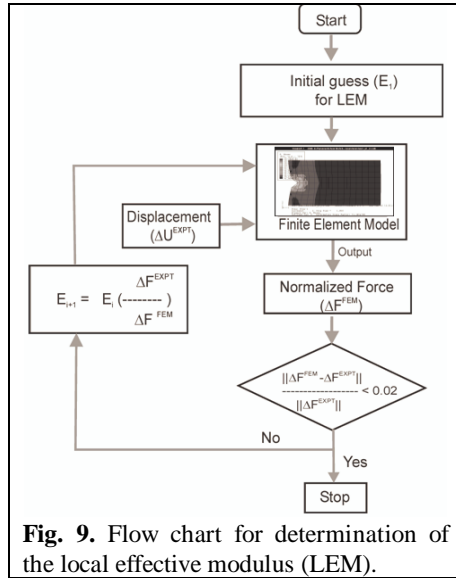 Start
Initial guess (E₁)
for LEM
Displacement
(ΔU^EXPT)
Finite Element Model
Output
ΔF^EXPT
E_i+1 = E_i (--------)
ΔF^FEM
Normalized Force
(ΔF^FEM)
||ΔF^FEM -ΔF^EXPT||
------------------ < 0.02
||ΔF^EXPT||
No
Yes
Stop
Fig. 9. Flow chart for determination of
the local effective modulus (LEM).